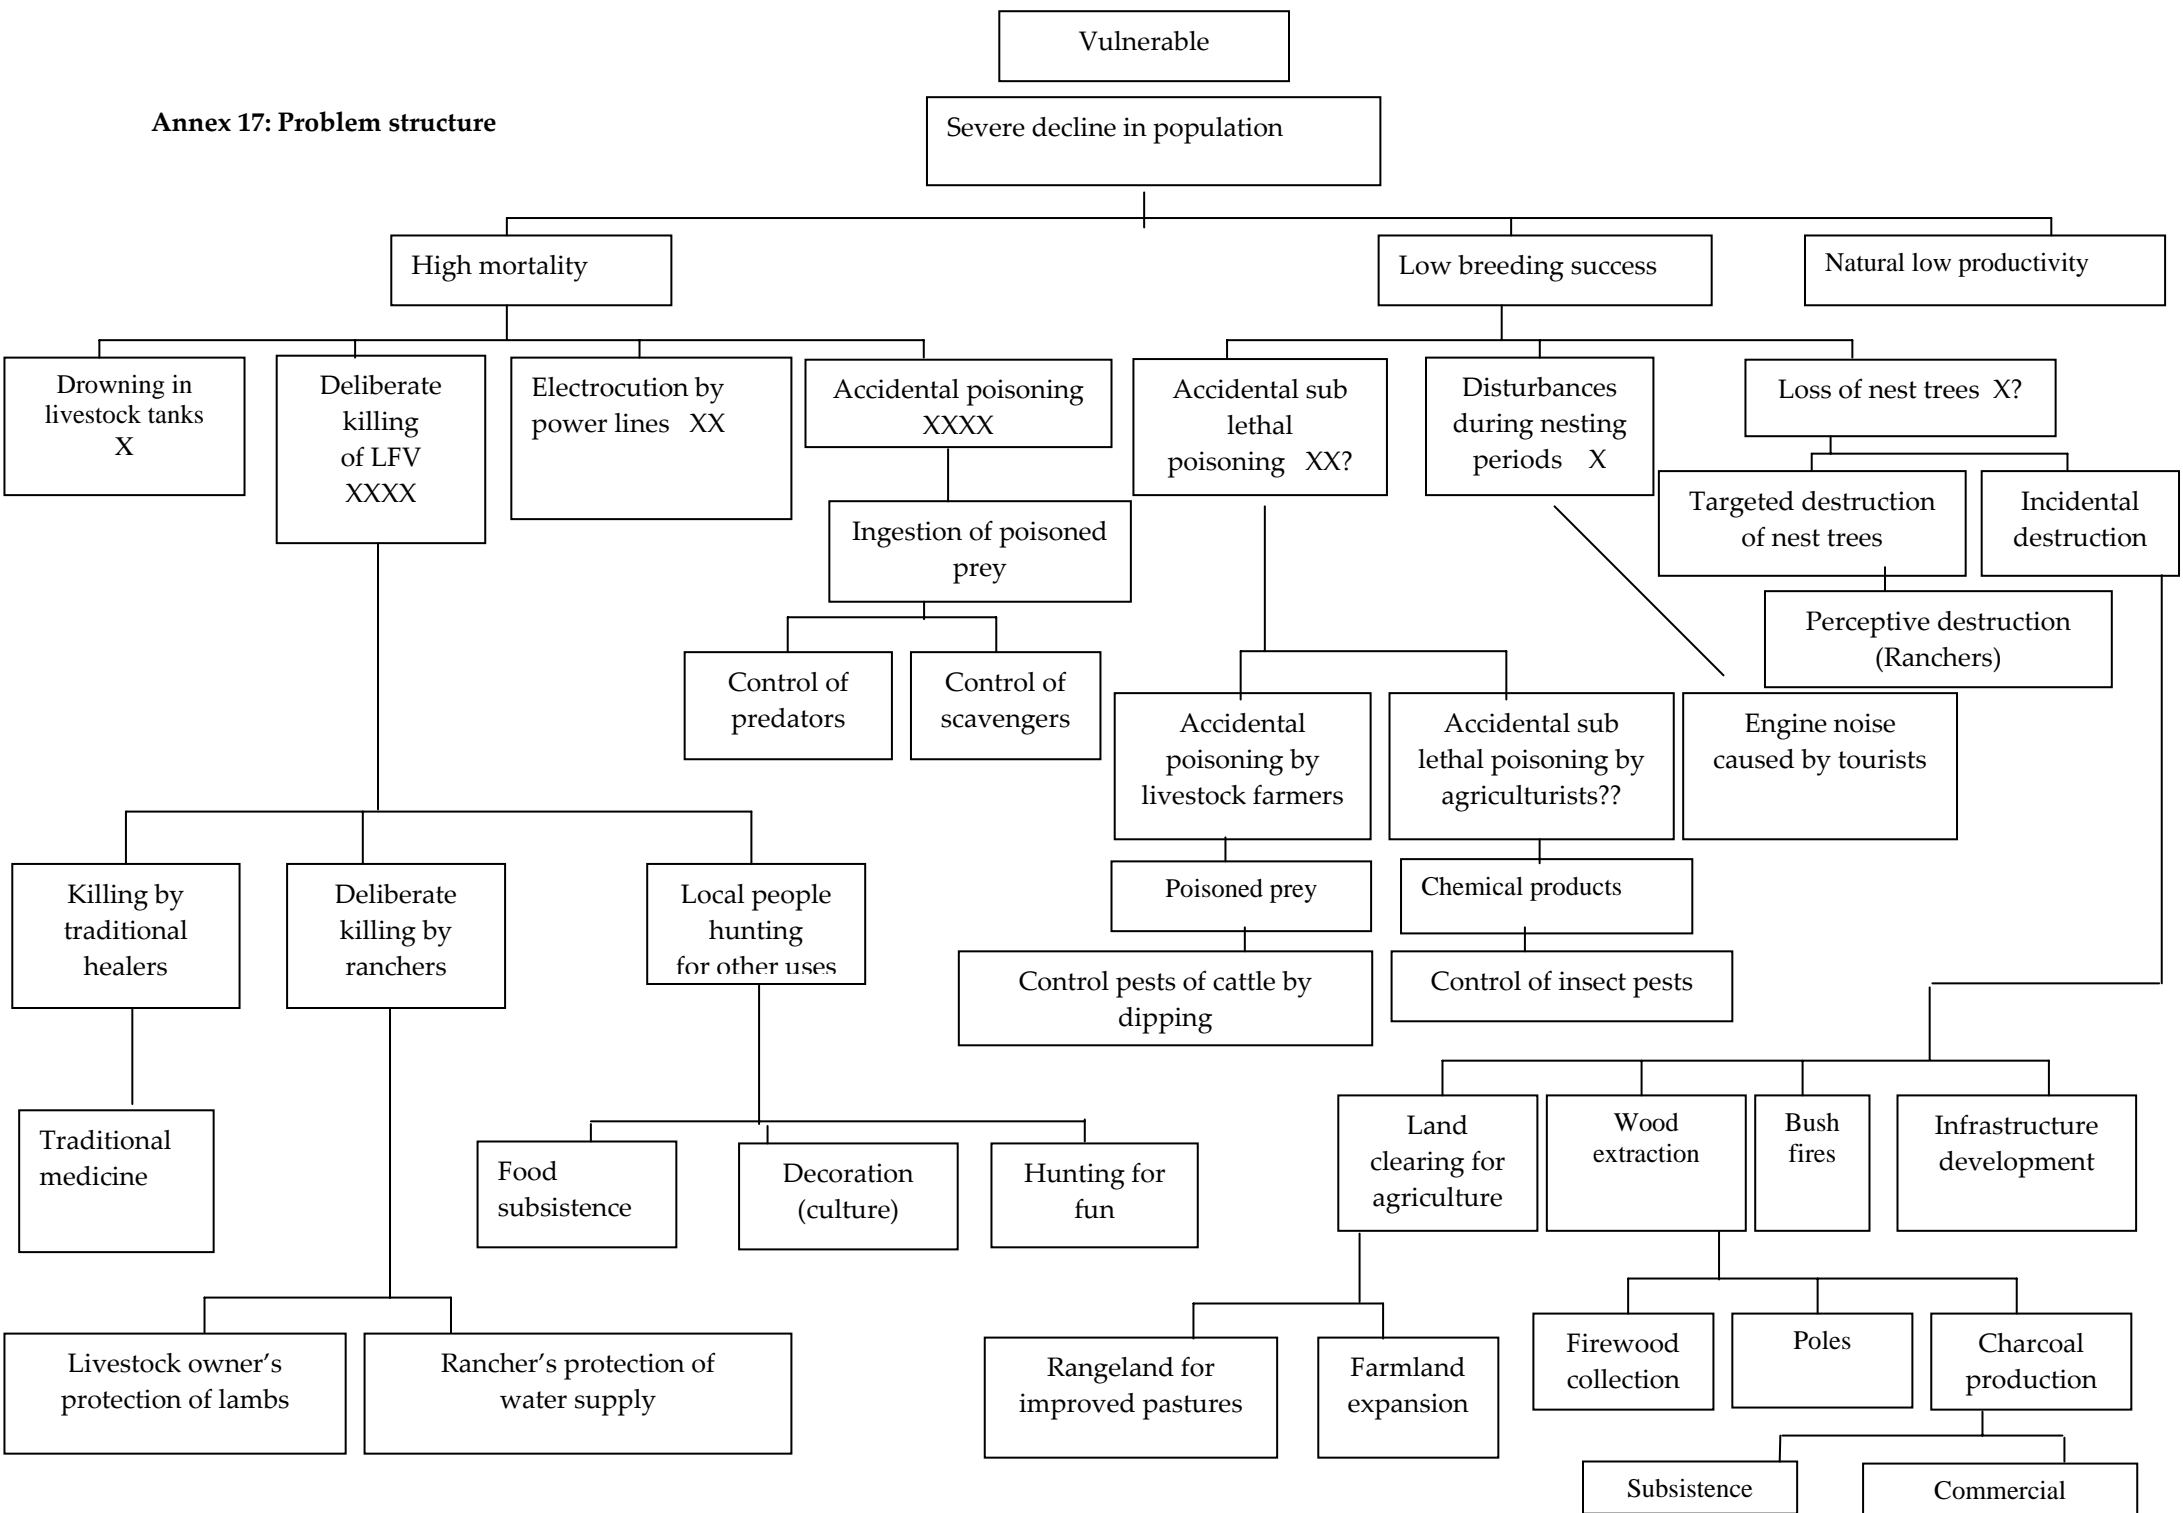 Vulnerable
Annex 17: Problem structure
Severe decline in population
High mortality
Low breeding success
Natural low productivity
Drowning in
livestock tanks
X
Deliberate
killing
of LFV
XXXX
Electrocution by
power lines XX
Accidental poisoning
XXXX
Accidental sub
lethal
poisoning XX?
Disturbances
during nesting
periods X
Loss of nest trees X?
Ingestion of poisoned
prey
Targeted destruction
of nest trees
Incidental
destruction
Perceptive destruction
(Ranchers)
Control of
predators
Control of
scavengers
Accidental
poisoning by
livestock farmers
Accidental sub
lethal poisoning by
agriculturists??
Engine noise
caused by tourists
Killing by
traditional
healers
Deliberate
killing by
ranchers
Local people
hunting
for other uses
Poisoned prey
Chemical products
Control pests of cattle by
dipping
Control of insect pests
Traditional
medicine
Food
subsistence
Decoration
(culture)
Hunting for
fun
Land
clearing for
agriculture
Wood
extraction
Bush
fires
Infrastructure
development
Livestock owner’s
protection of lambs
Rancher’s protection of
water supply
Rangeland for
improved pastures
Farmland
expansion
Firewood
collection
Poles
Charcoal
production
Subsistence
Commercial